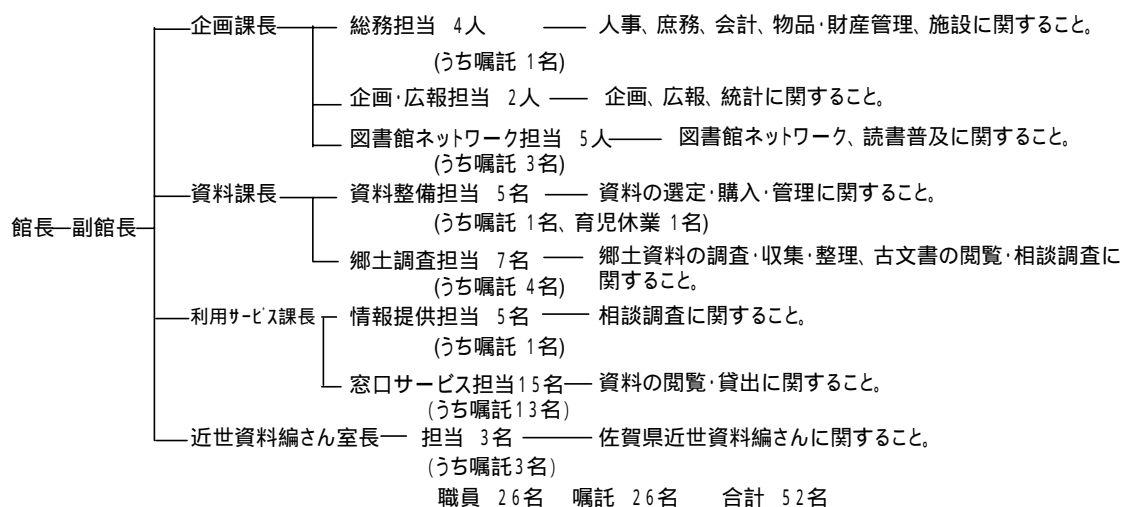 企画課長 総務担当 4人 人事、庶務、会計、物品・財産管理、施設に関すること。
(うち嘱託 1名)
企画・広報担当 2人 企画、広報、統計に関すること。
図書館ネットワーク担当 5人 図書館ネットワーク、読書普及に関すること。
(うち嘱託 3名)
資料課長 資料整備担当 5名 資料の選定・購入・管理に関すること。
(うち嘱託 1名、育児休業 1名)
館長 副館長
郷土調査担当 7名 郷土資料の調査・収集・整理、古文書の閲覧・相談調査に
(うち嘱託 4名) 関すること。
利用サービス課長 情報提供担当 5名 相談調査に関すること。
(うち嘱託 1名)
窓口サービス担当15名 資料の閲覧・貸出に関すること。
(うち嘱託13名)
近世資料編さん室長 担当 3名 佐賀県近世資料編さんに関すること。
(うち嘱託3名)
職員 26名 嘱託 26名 合計 52名